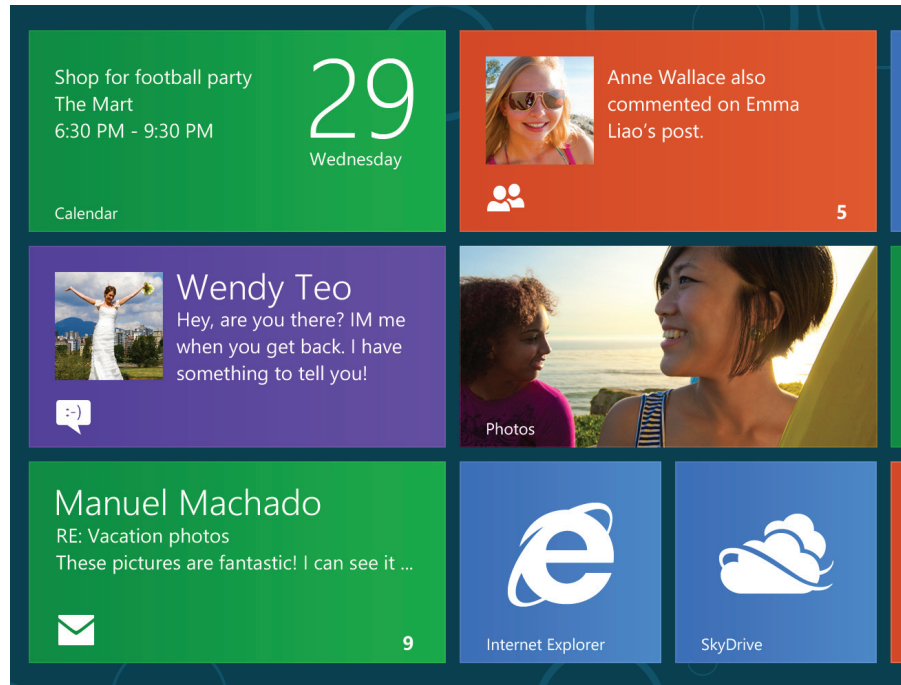 Shop for football party
The Mart
6:30 PM - 9:30 PM
29
Wednesday
Calendar
Anne Wallace also
commented on Emma
Liao's post.
5
Wendy Teo
Hey, are you there? IM me
when you get back. I have
something to tell you!
:-)
Photos
Manuel Machado
RE: Vacation photos
These pictures are fantastic! I can see it ...
9
Internet Explorer
SkyDrive